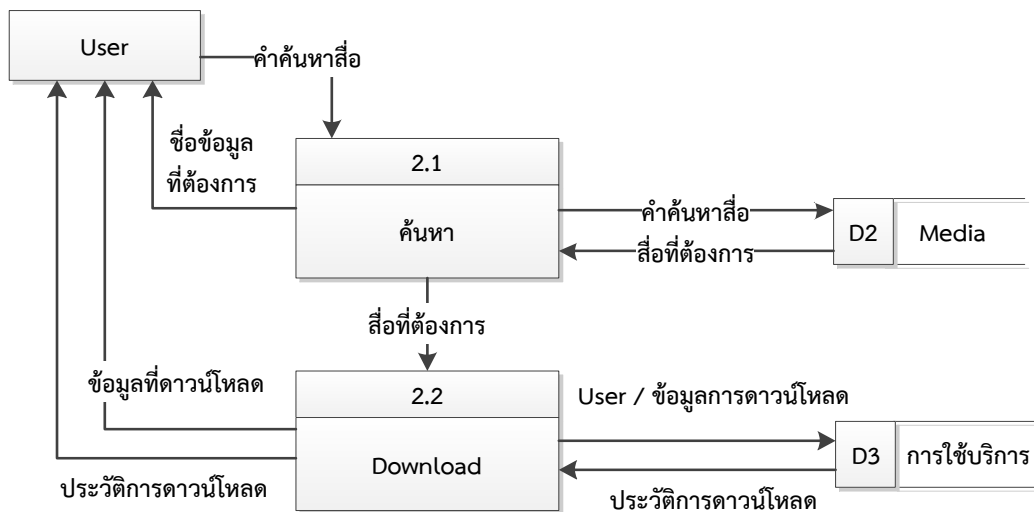 User
คำค้นหาสื่อ
ชื่อข้อมูล
ที่ต้องการ
2.1
ค้นหา
คำค้นหาสื่อ
สื่อที่ต้องการ
D2
Media
สื่อที่ต้องการ
ข้อมูลที่ดาวน์โหลด
2.2
Download
User / ข้อมูลการดาวน์โหลด
D3
การใช้บริการ
ประวัติการดาวน์โหลด
ประวัติการดาวน์โหลด